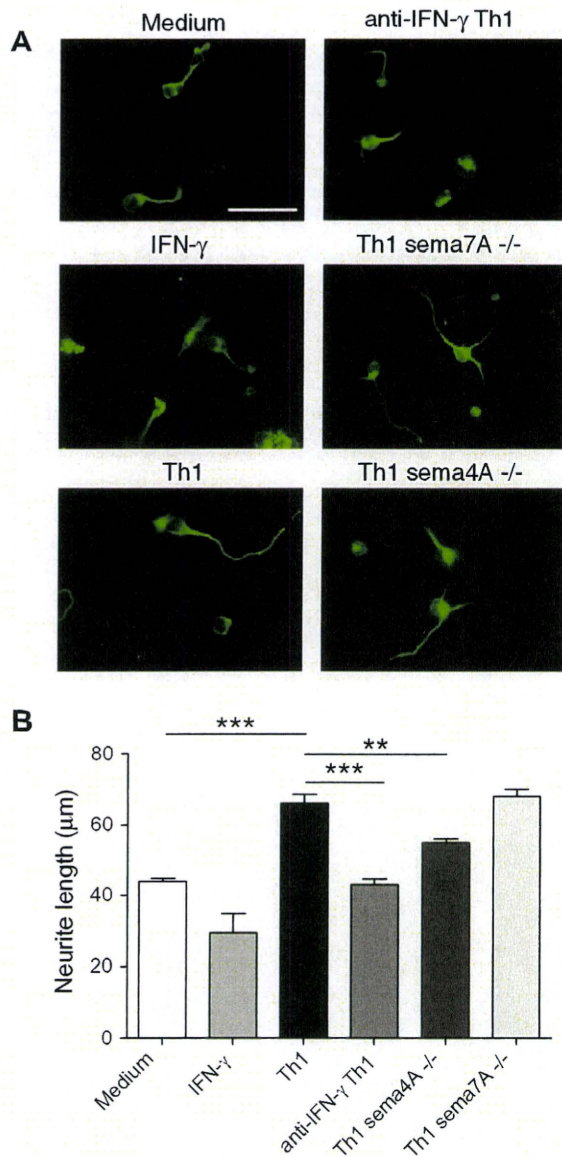 A
Medium
anti-IFN-γ Th1
IFN-γ
Th1 sema7A -/-
Th1
Th1 sema4A -/-
B
***
**
***
Neurite length (µm)
80
60
40
20
0
Medium
IFN-γ
Th1
anti-IFN-γ Th1
Th1 sema4A -/-
Th1 sema7A -/-